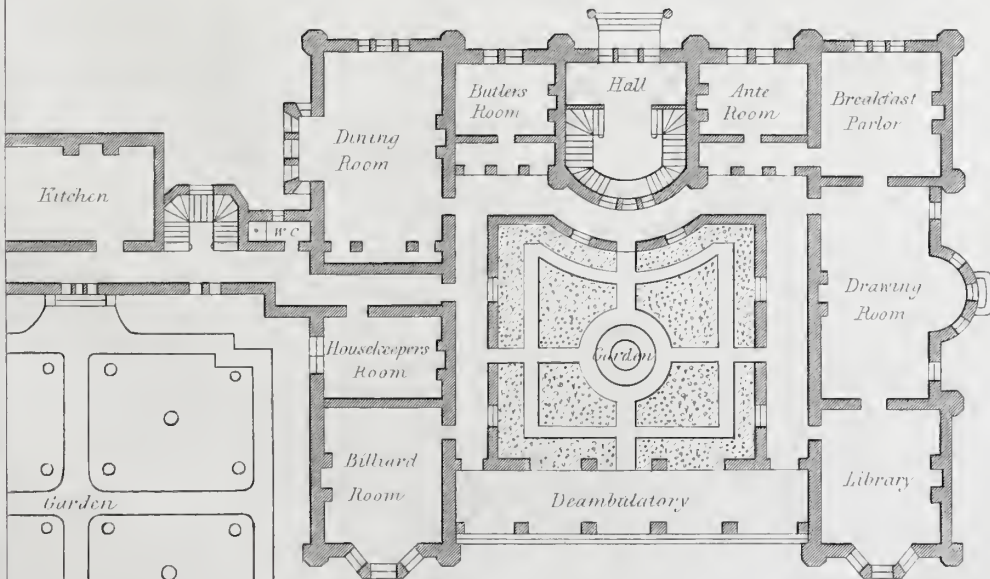 Butlers
Room
Hall
Ante
Room
Breakfast
Parlor
Dining
Room
Kitchen
W C
Drawing
Room
Housekeepers
Room
Garden
Billiard
Room
Deambulatory
Library
Garden